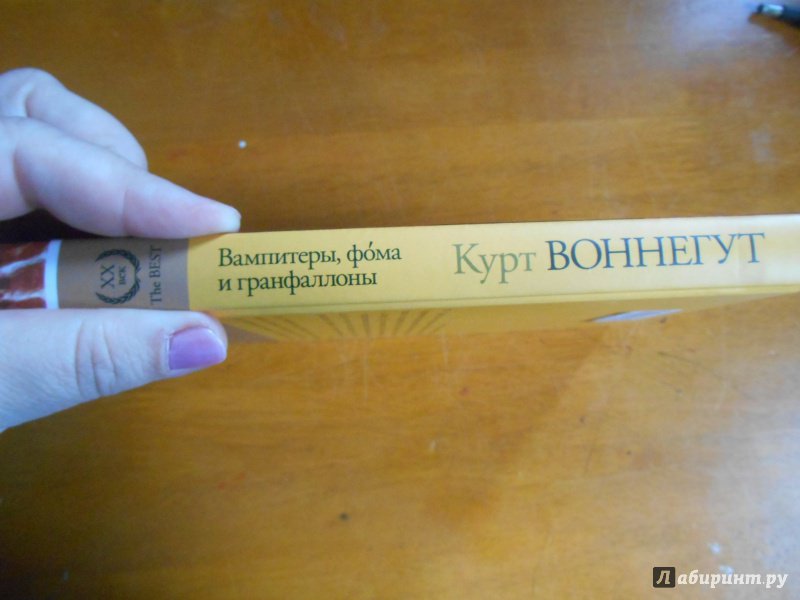 XX
век
The BEST
Вампитеры, фо́ма
и гранфаллоны
Курт ВОННЕГУТ
Лабиринт.ру